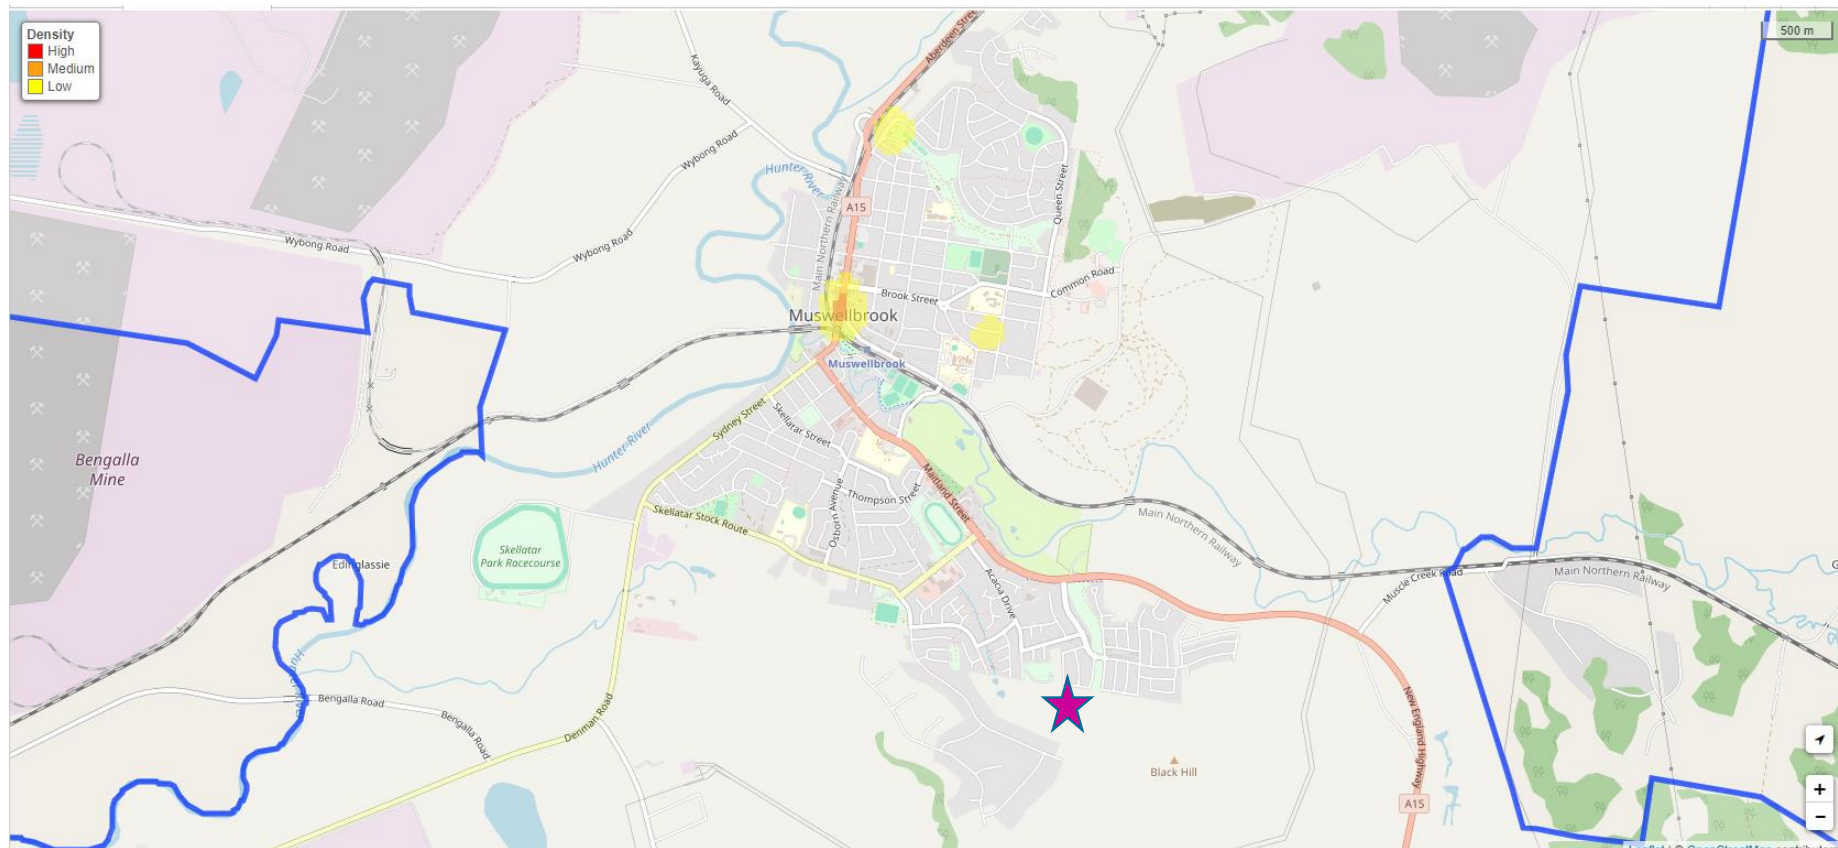 Density
High
Medium
Low
500 m
Aberdeen Street
Kayuga Road
Wybong Road
Hunter
River
A15
Main Northern Railway
Queen Street
Wybong Road
Wybong Road
Common Road
Brook Street
Muswellbrook
Muswellbrook
Sydney Street
Skellatar Street
Hunter River
Bengalla
Mine
Maitland Street
Thompson Street
Osborn Avenue
Skellatar Stock Route
Main Northern Railway
Skellatar
Park Racecourse
Edinglassie
Acacia Drive
Muscle Creek Road
Main Northern Railway
Bengalla Road
Bengalla Road
Denman Road
New England Highway
Black Hill
A15
+
−